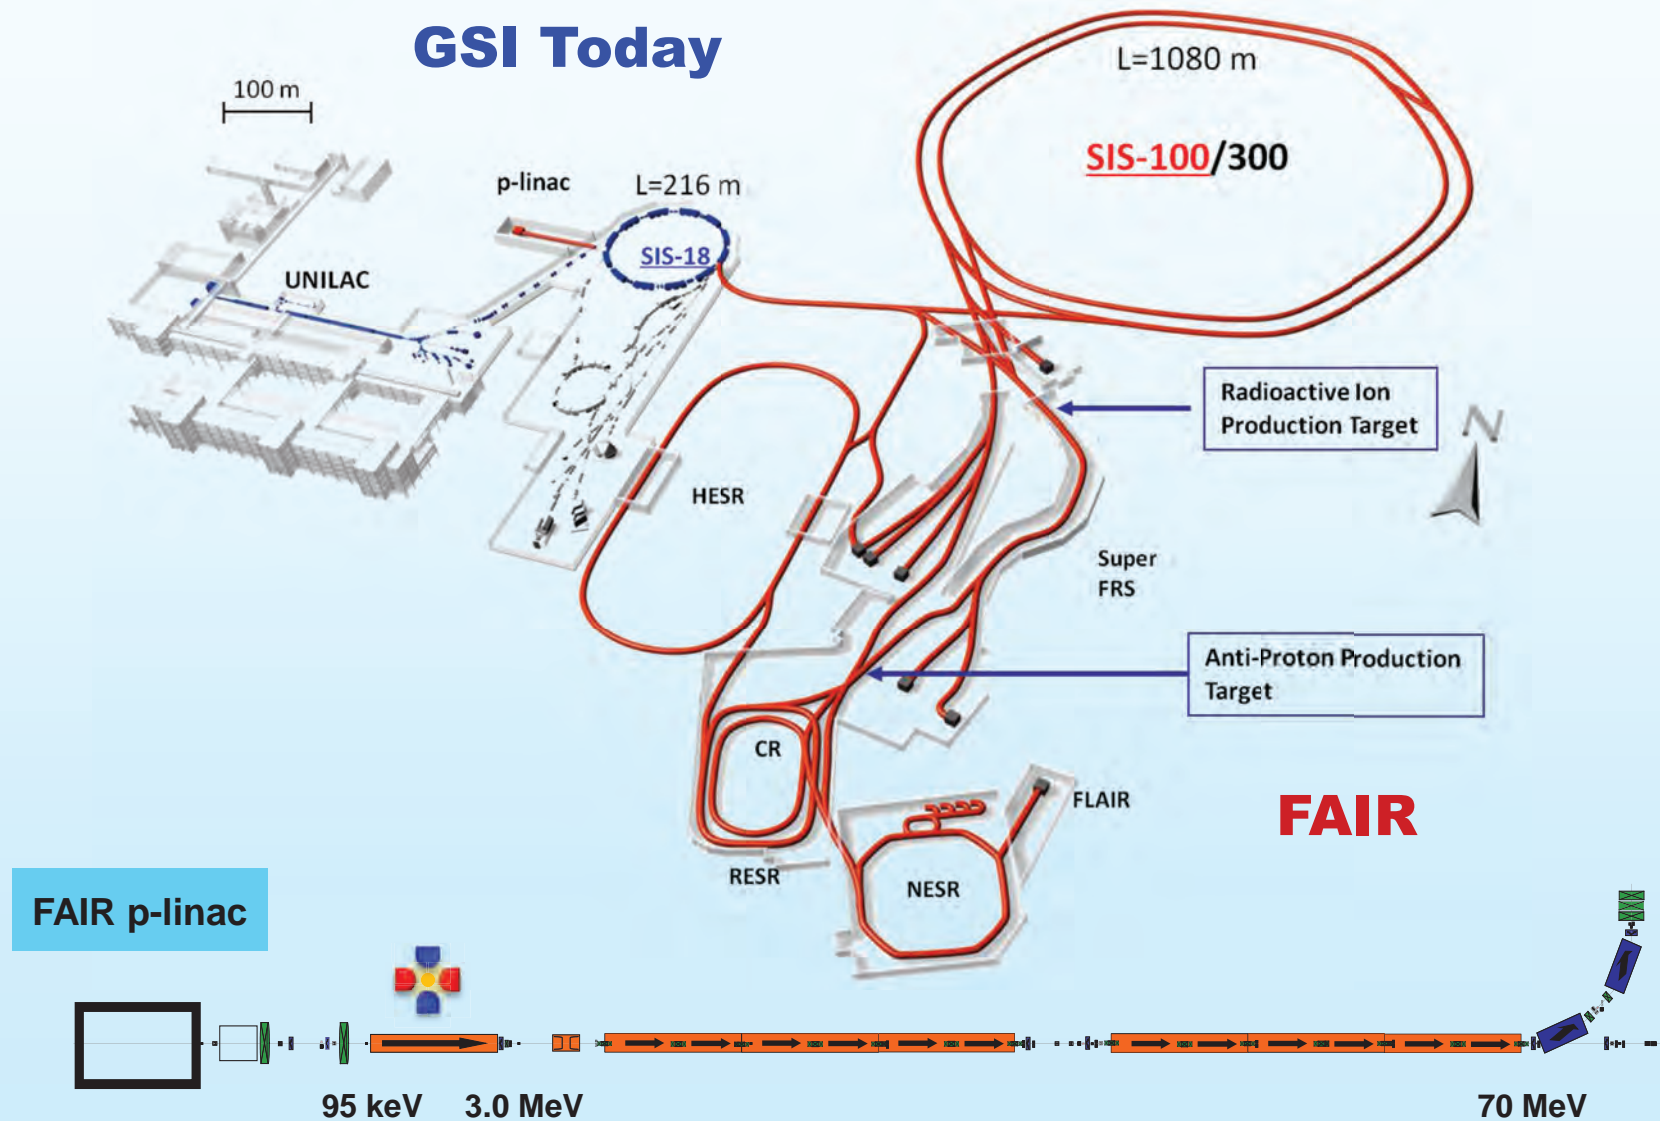 GSI Today
100 m
L=1080 m
SIS-100/300
p-linac
L=216 m
SIS-18
UNILAC
Radioactive Ion
Production Target
N
HESR
Super
FRS
Anti-Proton Production
Target
CR
FLAIR
FAIR
RESR
NESR
FAIR p-linac
95 keV
3.0 MeV
70 MeV